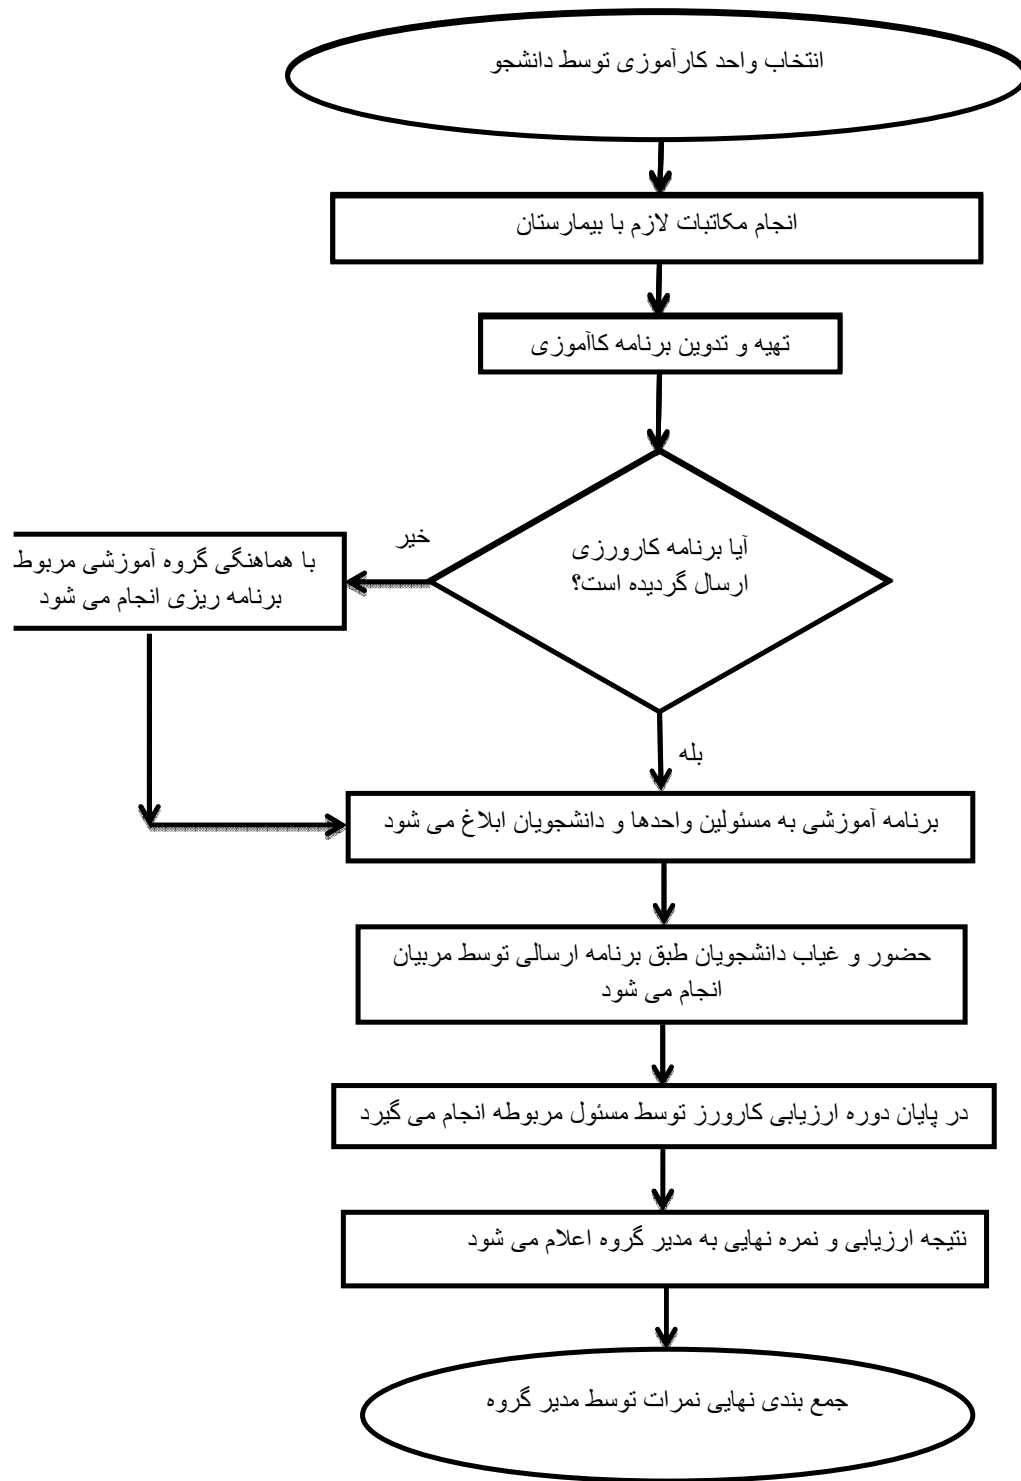 انتخاب واحد کارآموزی توسط دانشجو
انجام مکاتبات لازم با بیمارستان
تهیه و تدوین برنامه کاآموزی
آیا برنامه کارورزی
ارسال گردیده است؟
خیر
با هماهنگی گروه آموزشی مربوط
برنامه ریزی انجام می شود
بله
برنامه آموزشی به مسئولین واحدها و دانشجویان ابلاغ می شود
حضور و غیاب دانشجویان طبق برنامه ارسالی توسط مربیان
انجام می شود
در پایان دوره ارزیابی کارورز توسط مسئول مربوطه انجام می گیرد
نتیجه ارزیابی و نمره نهایی به مدیر گروه اعلام می شود
جمع بندی نهایی نمرات توسط مدیر گروه